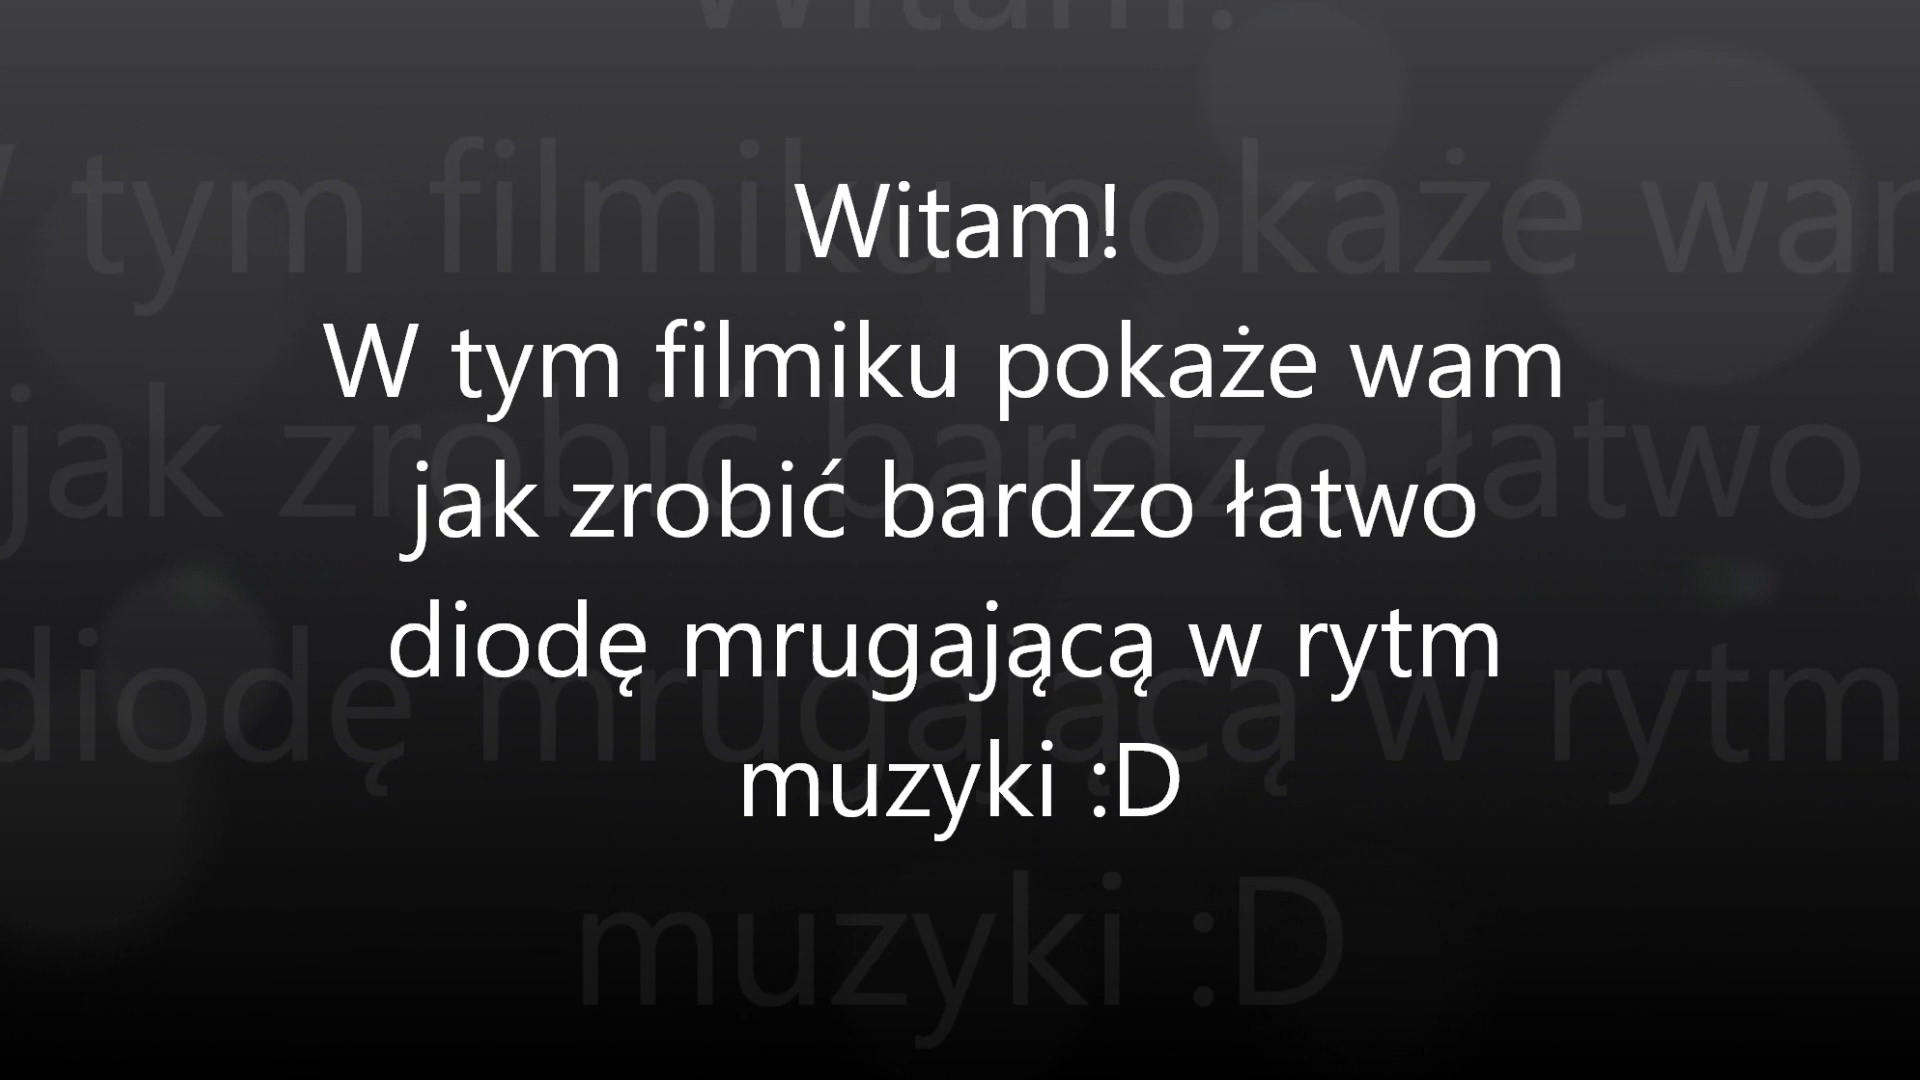 Witam!
W tym filmiku pokaże wam
jak zrobić bardzo łatwo
diodę mrugającą w rytm
muzyki :D